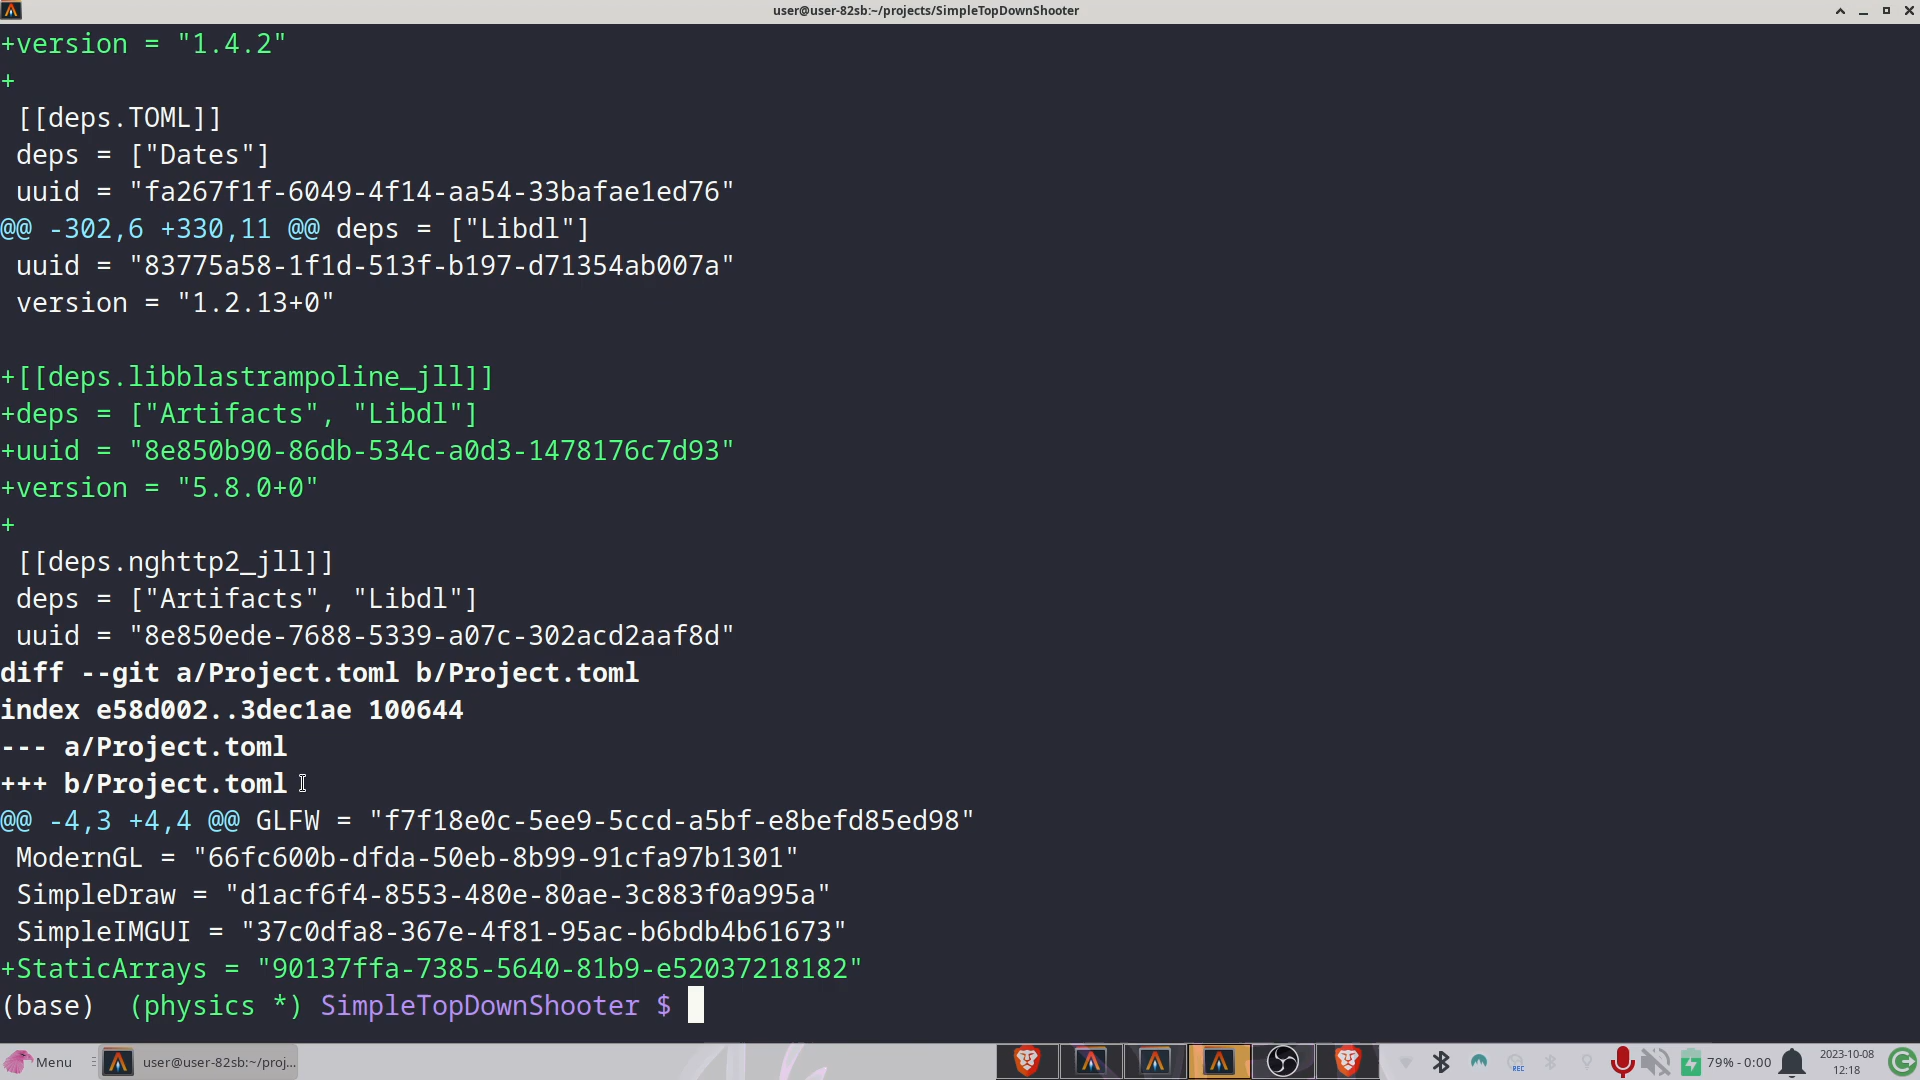 user@user-82sb:~/projects/SimpleTopDownShooter
+version = "1.4.2"
+
[[deps.TOML]]
deps = ["Dates"]
uuid = "fa267f1f-6049-4f14-aa54-33bafae1ed76"
@@ -302,6 +330,11 @@ deps = ["Libdl"]
uuid = "83775a58-1f1d-513f-b197-d71354ab007a"
version = "1.2.13+0"
+[[deps.libblastrampoline_jll]]
+deps = ["Artifacts", "Libdl"]
+uuid = "8e850b90-86db-534c-a0d3-1478176c7d93"
+version = "5.8.0+0"
+
[[deps.nghttp2_jll]]
deps = ["Artifacts", "Libdl"]
uuid = "8e850ede-7688-5339-a07c-302acd2aaf8d"
diff --git a/Project.toml b/Project.toml
index e58d002..3dec1ae 100644
--- a/Project.toml
+++ b/Project.toml
@@ -4,3 +4,4 @@ GLFW = "f7f18e0c-5ee9-5ccd-a5bf-e8befd85ed98"
ModernGL = "66fc600b-dfda-50eb-8b99-91cfa97b1301"
SimpleDraw = "d1acf6f4-8553-480e-80ae-3c883f0a995a"
SimpleIMGUI = "37c0dfa8-367e-4f81-95ac-b6bdb4b61673"
+StaticArrays = "90137ffa-7385-5640-81b9-e52037218182"
(base) (physics *) SimpleTopDownShooter $
Menu
user@user-82sb:~/proj...
REC
79% - 0:00
2023-10-08
12:18